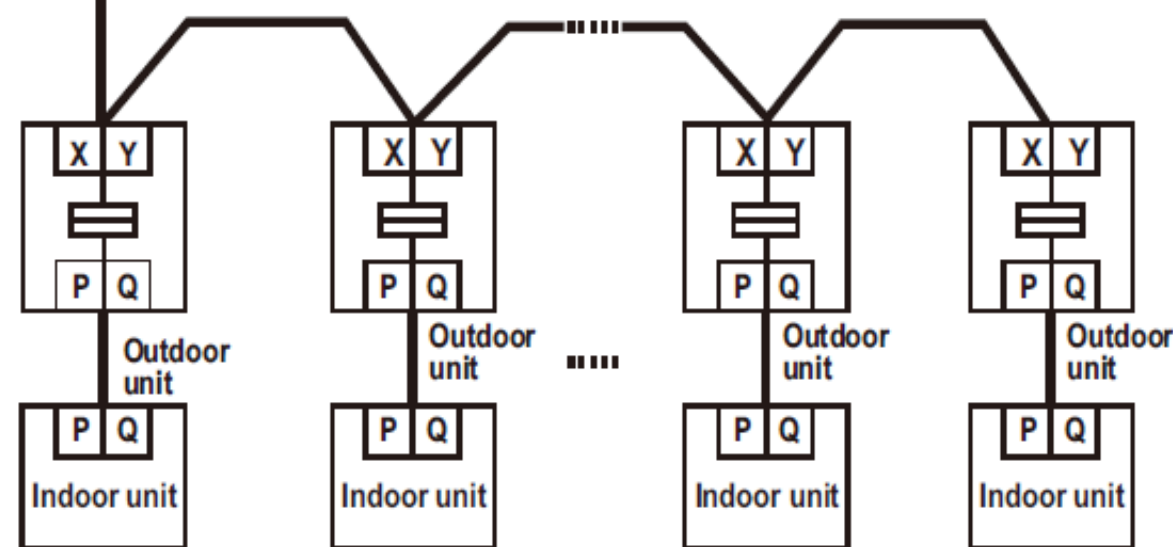 X Y X Y X Y X Y
P Q P Q P Q P Q
Outdoor
unit
Outdoor
unit
Outdoor
unit
Outdoor
unit
P Q P Q P Q P Q
Indoor unit Indoor unit Indoor unit Indoor unit